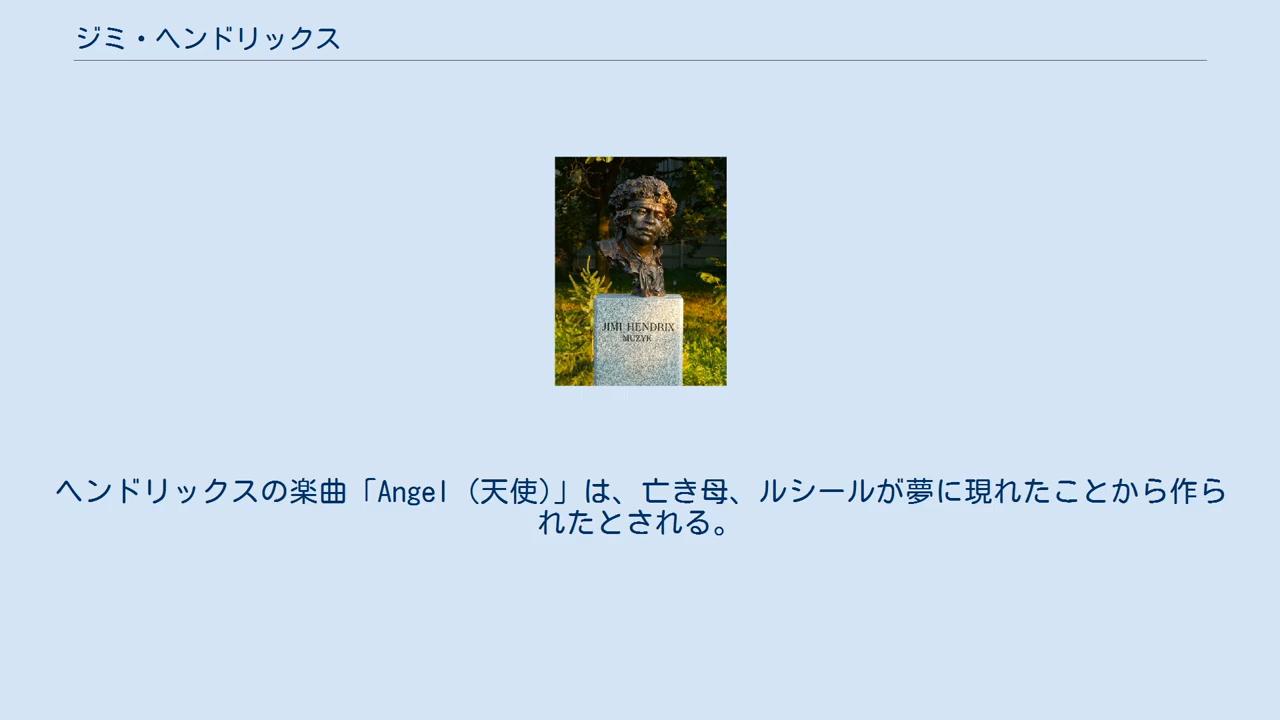 ジミ・ヘンドリックス
JIMI HENDRIX
MUZYK
ヘンドリックスの楽曲「Angel (天使)」は、亡き母、ルシールが夢に現れたことから作ら
れたとされる。